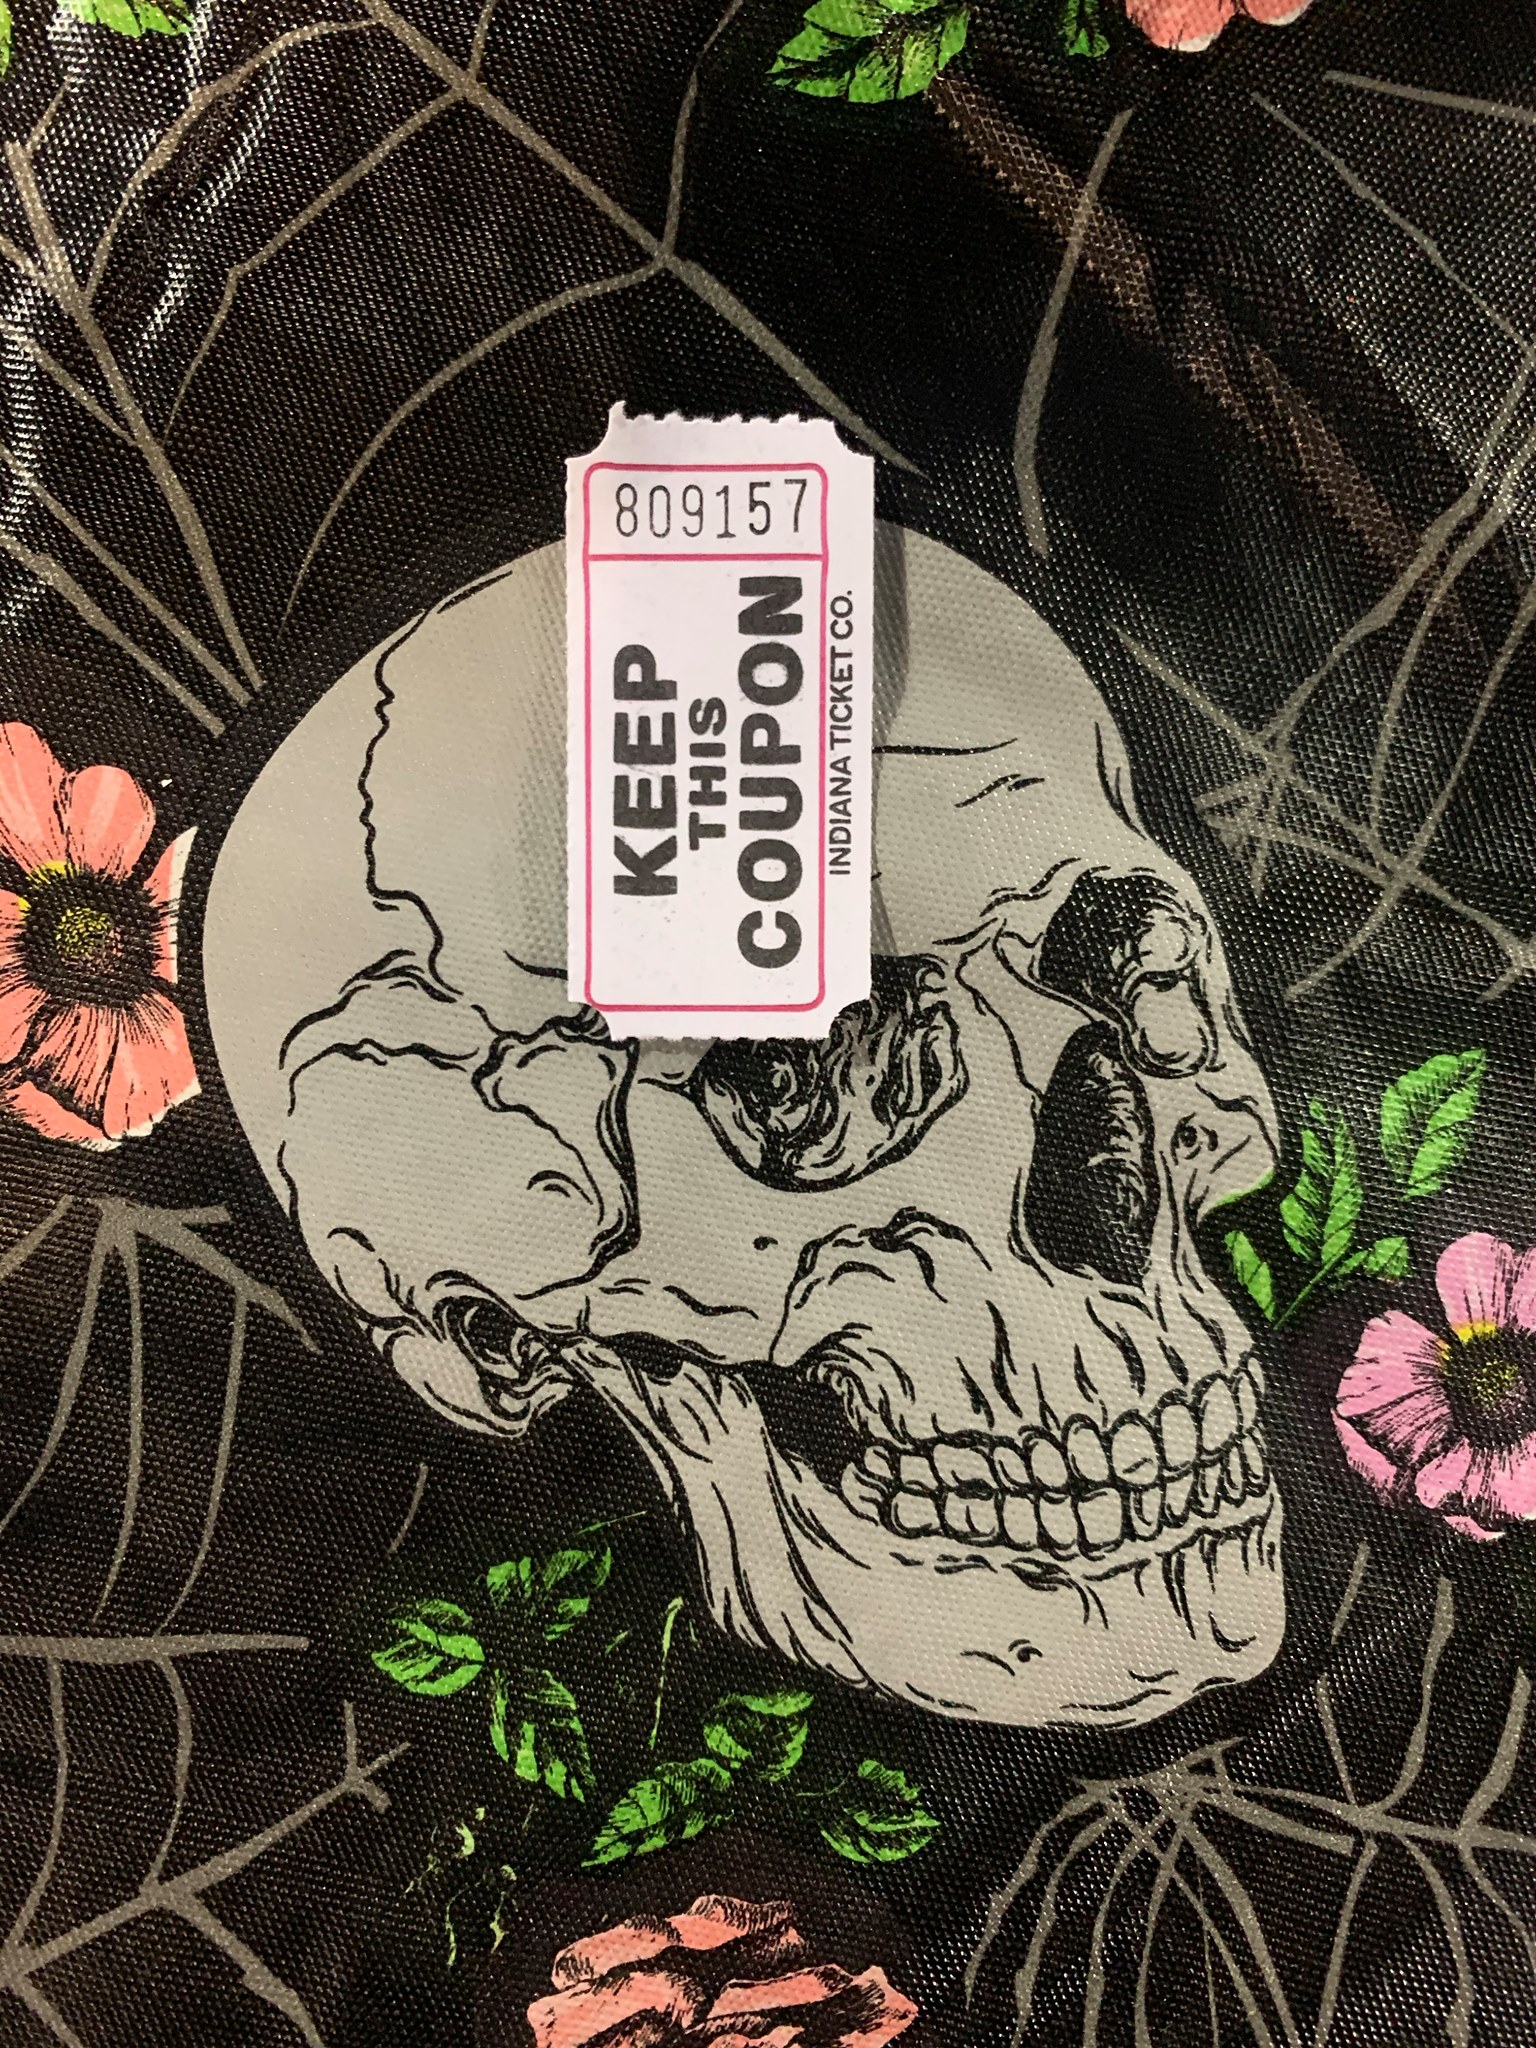 809157
KEEP
THIS
COUPON
INDIANA TICKET CO.